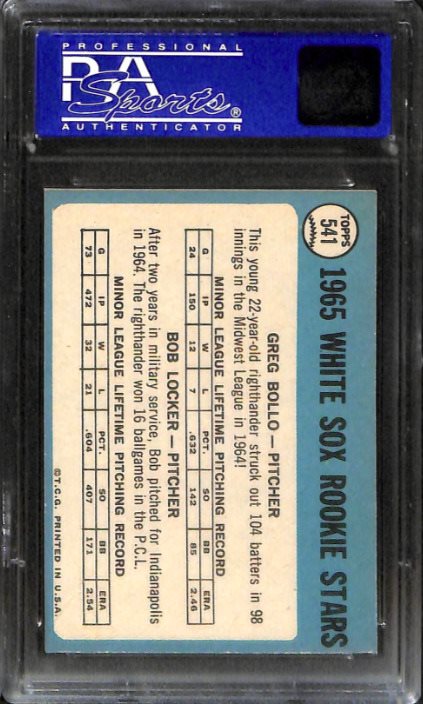 PROFESSIONAL
PSA
Sports®
AUTHENTICATOR
TOPPS
541
1965 WHITE SOX ROOKIE STARS
GREG BOLLO — PITCHER
This young 22-year-old righthander struck out 104 batters in 98
innings in the Midwest League in 1964!
MINOR LEAGUE LIFETIME PITCHING RECORD
G IP W L PCT. SO BB ERA
24 150 12 7 .632 142 85 2.46
BOB LOCKER — PITCHER
After two years in military service, Bob pitched for Indianapolis
in 1964. The righthander won 16 ballgames in the P.C.L.
MINOR LEAGUE LIFETIME PITCHING RECORD
G IP W L PCT. SO BB ERA
73 472 32 21 .604 407 171 2.54
©T.C.G. PRINTED IN U.S.A.